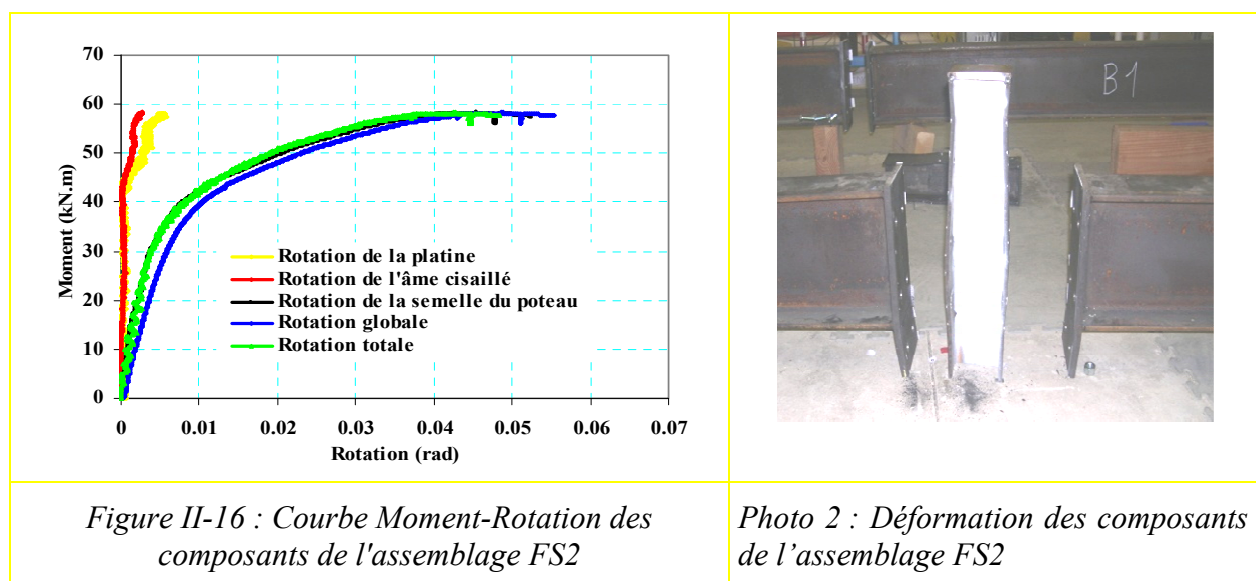 70
60
50
40
30
20
10
0
Moment (kN.m)
0 0.01 0.02 0.03 0.04 0.05 0.06 0.07
Rotation (rad)
Rotation de la platine
Rotation de l'âme cisaillé
Rotation de la semelle du poteau
Rotation globale
Rotation totale
B1
Figure II-16 : Courbe Moment-Rotation des
composants de l'assemblage FS2
Photo 2 : Déformation des composants
de l’assemblage FS2